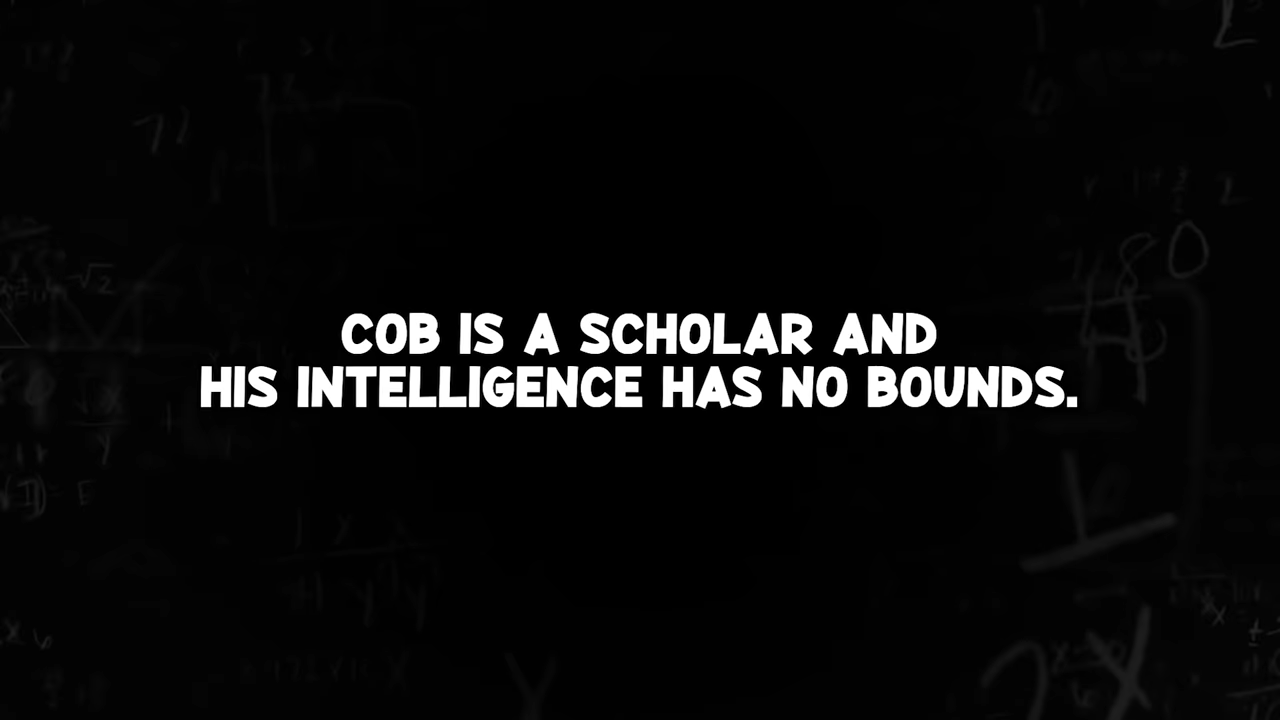 COB IS A SCHOLAR AND
HIS INTELLIGENCE HAS NO BOUNDS.